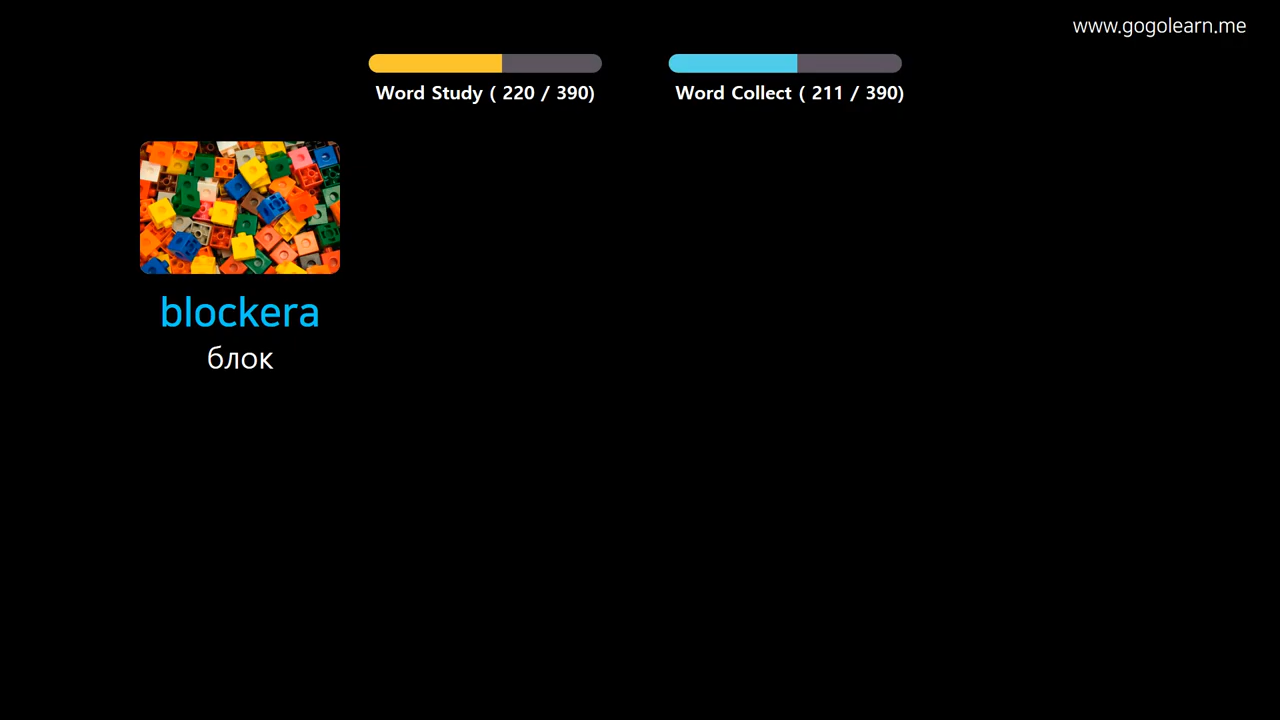 www.gogolearn.me
Word Study ( 220 / 390)
Word Collect ( 211 / 390)
blockera
блок